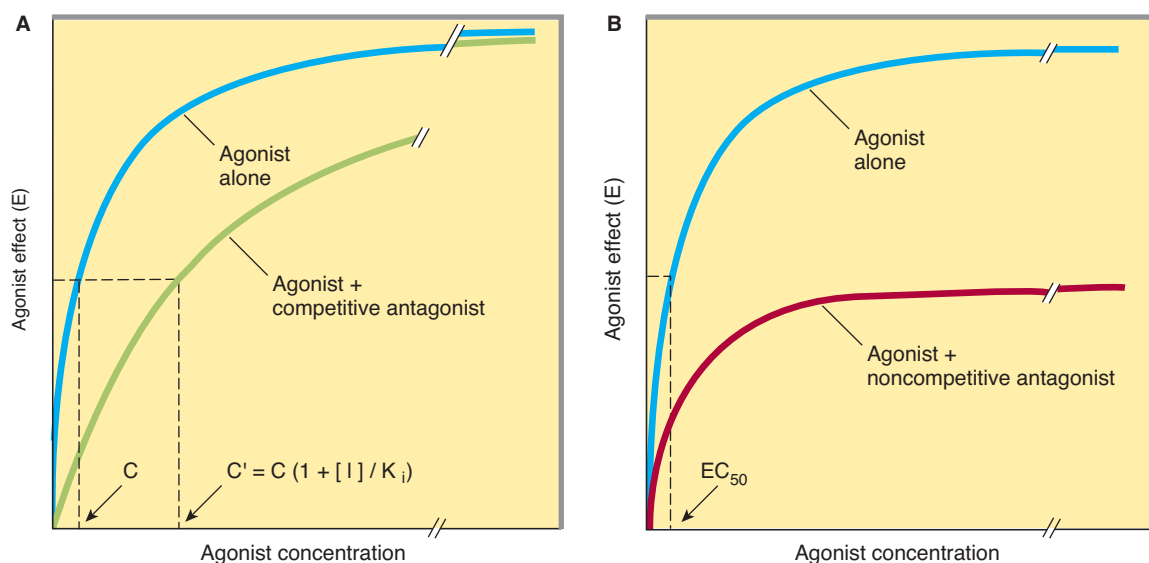 A
Agonist effect (E)
Agonist
alone
Agonist +
competitive antagonist
C
C' = C (1 + [ I ] / K i)
Agonist concentration
B
Agonist effect (E)
Agonist
alone
Agonist +
noncompetitive antagonist
EC50
Agonist concentration